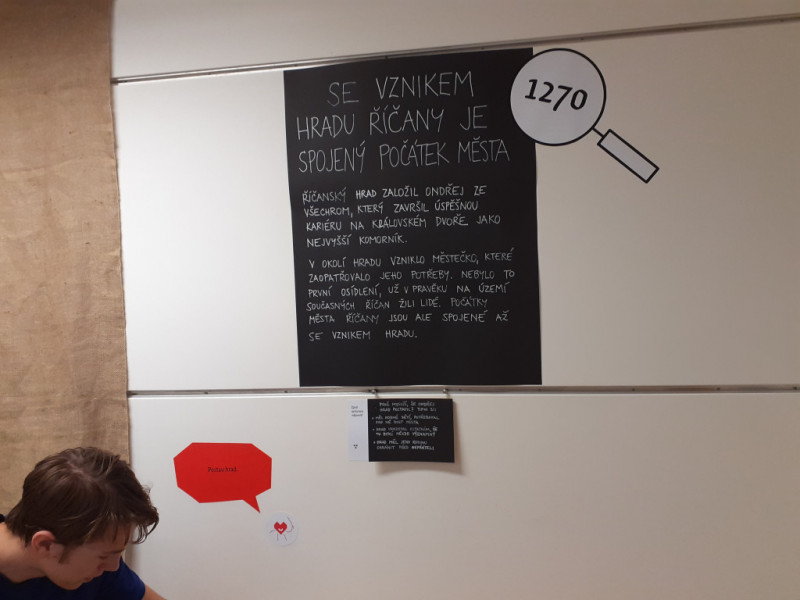 1270
SE VZNIKEM
HRADU ŘÍČANY JE
SPOJENÝ POČÁTEK MĚSTA
ŘÍČANSKÝ HRAD ZALOŽIL ONDŘEJ ZE
VŠECHROM, KTERÝ ZAVRŠIL ÚSPĚŠNOU
KARIÉRU NA KRÁLOVSKÉM DVOŘE JAKO
NEJVYŠŠÍ KOMORNÍK.
V OKOLÍ HRADU VZNIKLO MĚSTEČKO, KTERÉ
ZAOPATŘOVALO JEHO POTŘEBY. NEBYLO TO
PRVNÍ OSÍDLENÍ, UŽ V PRAVĚKU NA ÚZEMÍ
SOUČASNÝCH ŘÍČAN ŽILI LIDÉ. POČÁTKY
MĚSTA ŘÍČANY JSOU ALE SPOJENÉ AŽ
SE VZNIKEM HRADU.
Postav hrad.